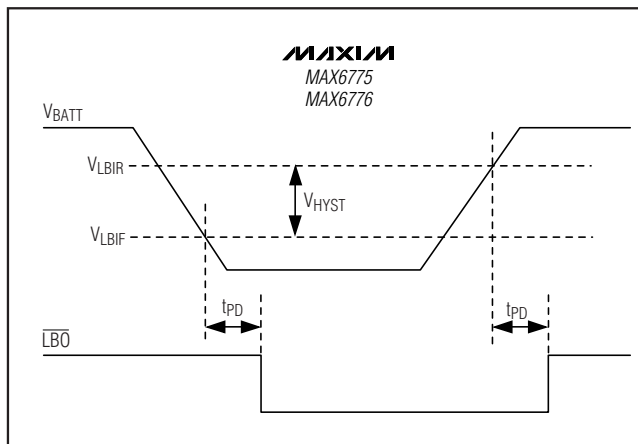 MAXIM
MAX6775
MAX6776
VBATT
VLBIR
VHYST
VLBIF
tPD
tPD
LBO